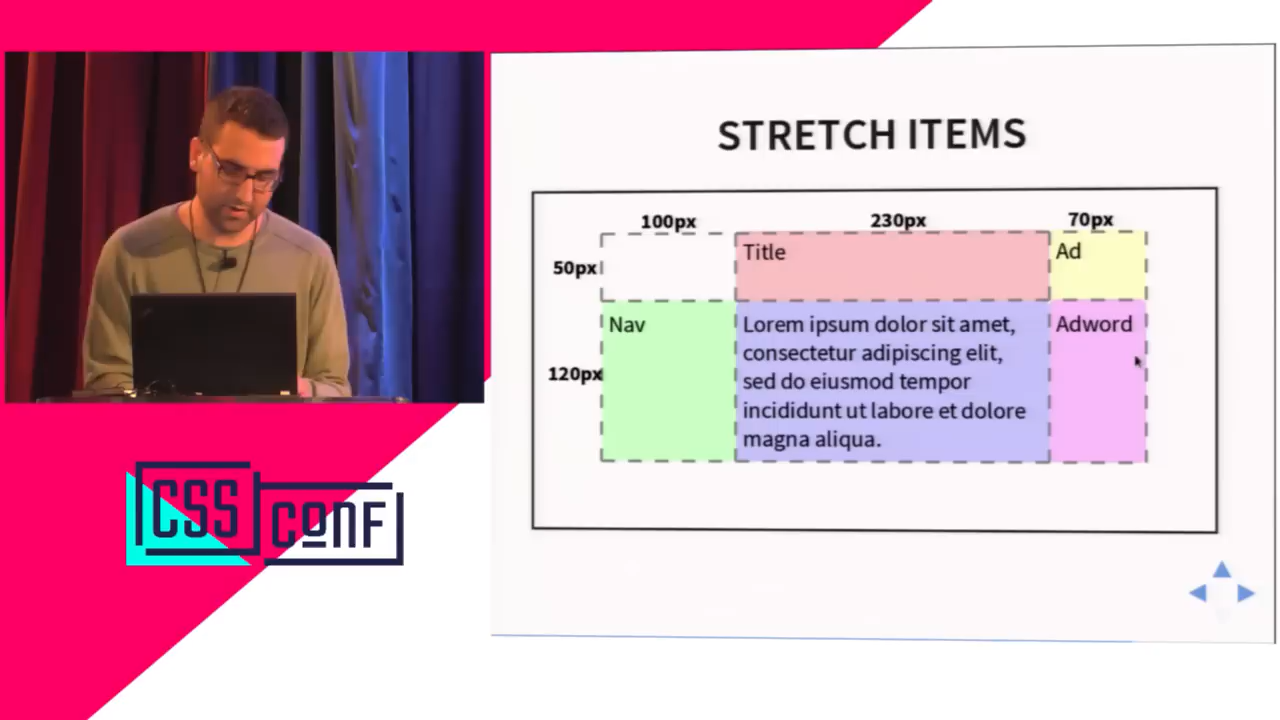 STRETCH ITEMS
100px 230px 70px
50px
Title
Ad
120px
Nav
Lorem ipsum dolor sit amet,
consectetur adipiscing elit,
sed do eiusmod tempor
incididunt ut labore et dolore
magna aliqua.
Adword
CSS
CONF